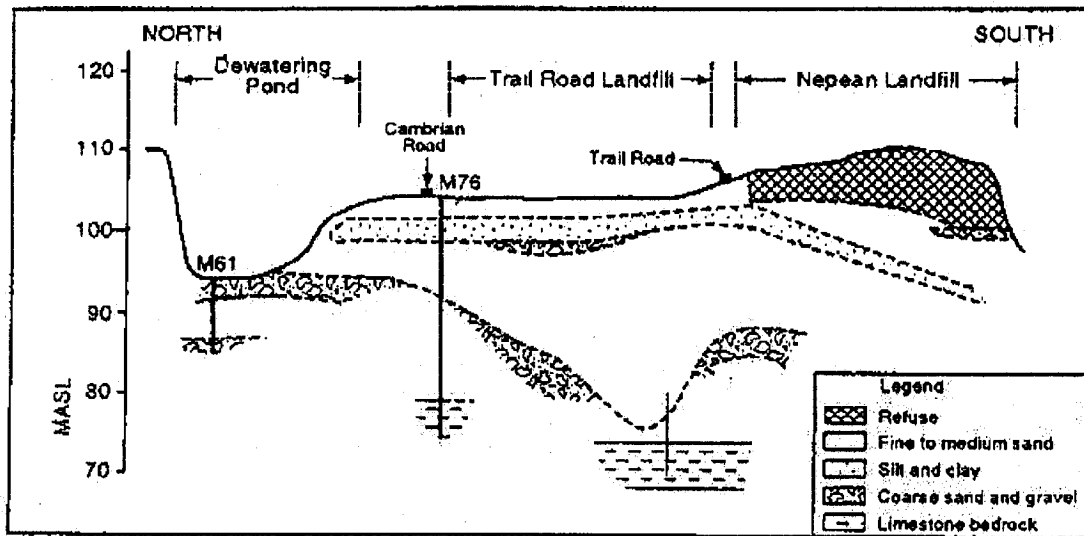 NORTH
SOUTH
Dewatering
Pond
Trail Road Landfill
Nepean Landfill
120
Cambrian
Road
Trail Road
110
M76
100
M61
90
80
70
MASL
Legend
Refuse
Fine to medium sand
Silt and clay
Coarse sand and gravel
Limestone bedrock